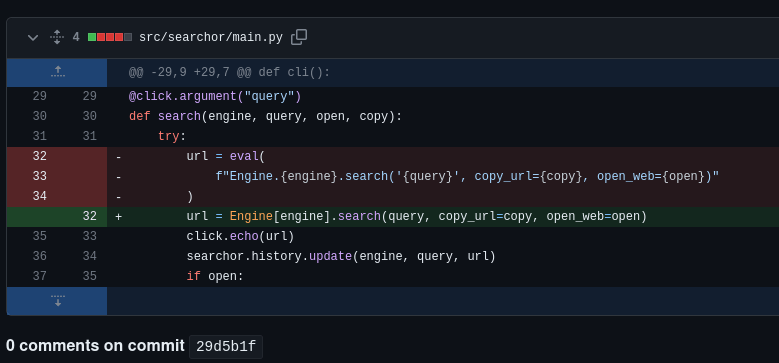 4 src/searchor/main.py
@@ -29,9 +29,7 @@ def cli():
29 29 @click.argument("query")
30 30 def search(engine, query, open, copy):
31 31 try:
32 - url = eval(
33 - f"Engine.{engine}.search('{query}', copy_url={copy}, open_web={open})"
34 - )
32 + url = Engine[engine].search(query, copy_url=copy, open_web=open)
35 33 click.echo(url)
36 34 searchor.history.update(engine, query, url)
37 35 if open:
0 comments on commit 29d5b1f